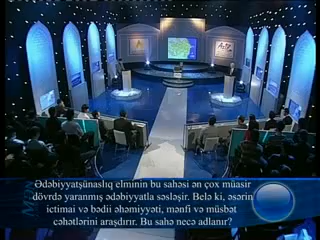 Ədəbiyyatşünaslıq elminin bu sahəsi ən çox müasir
dövrdə yaranmış ədəbiyyatla səsləşir. Belə ki, əsərin
ictimai və bədii əhəmiyyəti, mənfi və müsbət
cəhətlərini araşdırır. Bu sahə necə adlanır?